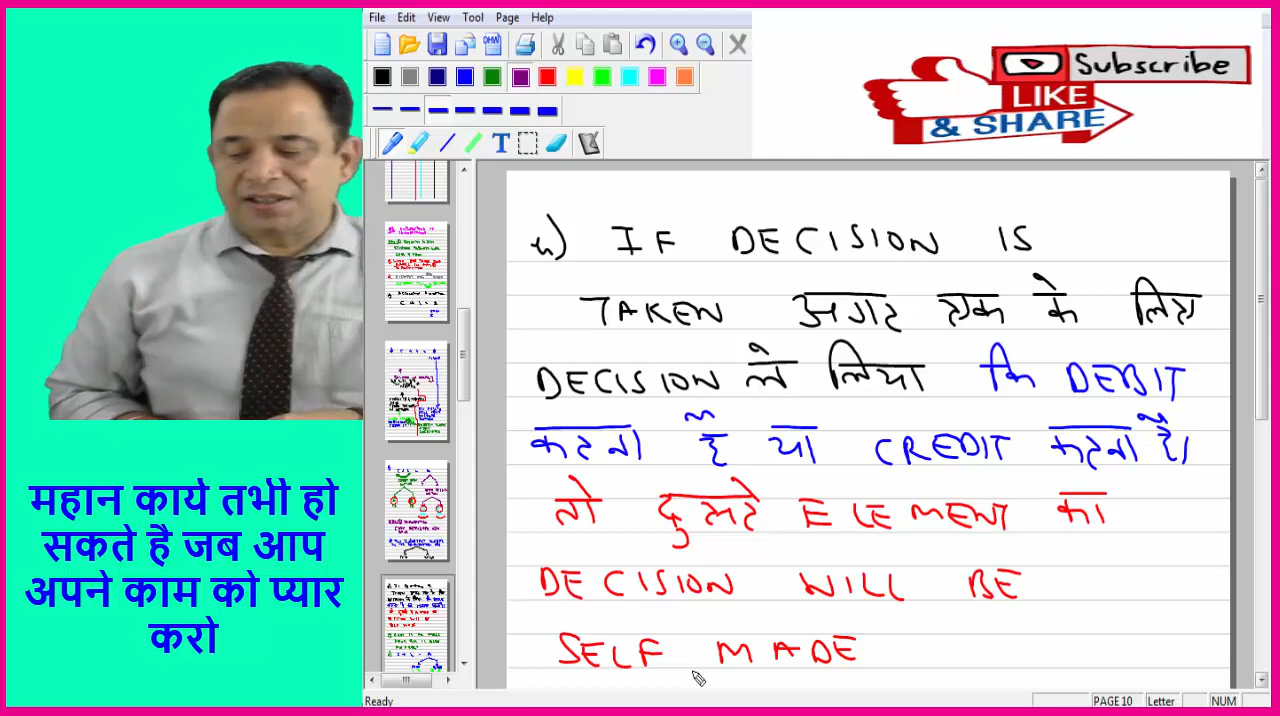 File Edit View Tool Page Help
Subscribe
LIKE
& SHARE
DHW
T
IF DECISION IS
TAKEN अगर एक के लिए
DECISION ले लिया कि DEBIT
करना है या CREDIT करना है।
तो दुसरे ELEMENT का
DECISION WILL BE
SELF MADE
महान कार्य तभी हो
सकते है जब आप
अपने काम को प्यार
करो
Ready PAGE 10 Letter NUM